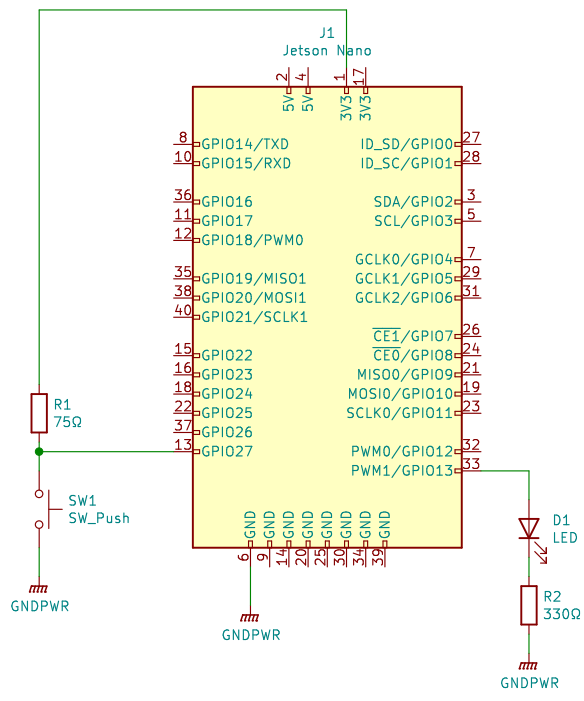 J1
Jetson Nano
2
4
1
17
5V
5V
3V3
3V3
8
GPIO14/TXD
ID_SD/GPIO0
27
10
GPIO15/RXD
ID_SC/GPIO1
28
36
GPIO16
SDA/GPIO2
3
11
GPIO17
SCL/GPIO3
5
12
GPIO18/PWM0
GCLK0/GPIO4
7
35
GPIO19/MISO1
GCLK1/GPIO5
29
38
GPIO20/MOSI1
GCLK2/GPIO6
31
40
GPIO21/SCLK1
CE1/GPIO7
26
15
GPIO22
CE0/GPIO8
24
16
GPIO23
MISO0/GPIO9
21
18
GPIO24
MOSI0/GPIO10
19
22
GPIO25
SCLK0/GPIO11
23
37
GPIO26
13
GPIO27
PWM0/GPIO12
32
PWM1/GPIO13
33
R1
75Ω
SW1
SW_Push
GNDPWR
GND
GND
GND
GND
GND
GND
GND
GND
6
9
14
20
25
30
34
39
GNDPWR
D1
LED
R2
330Ω
GNDPWR